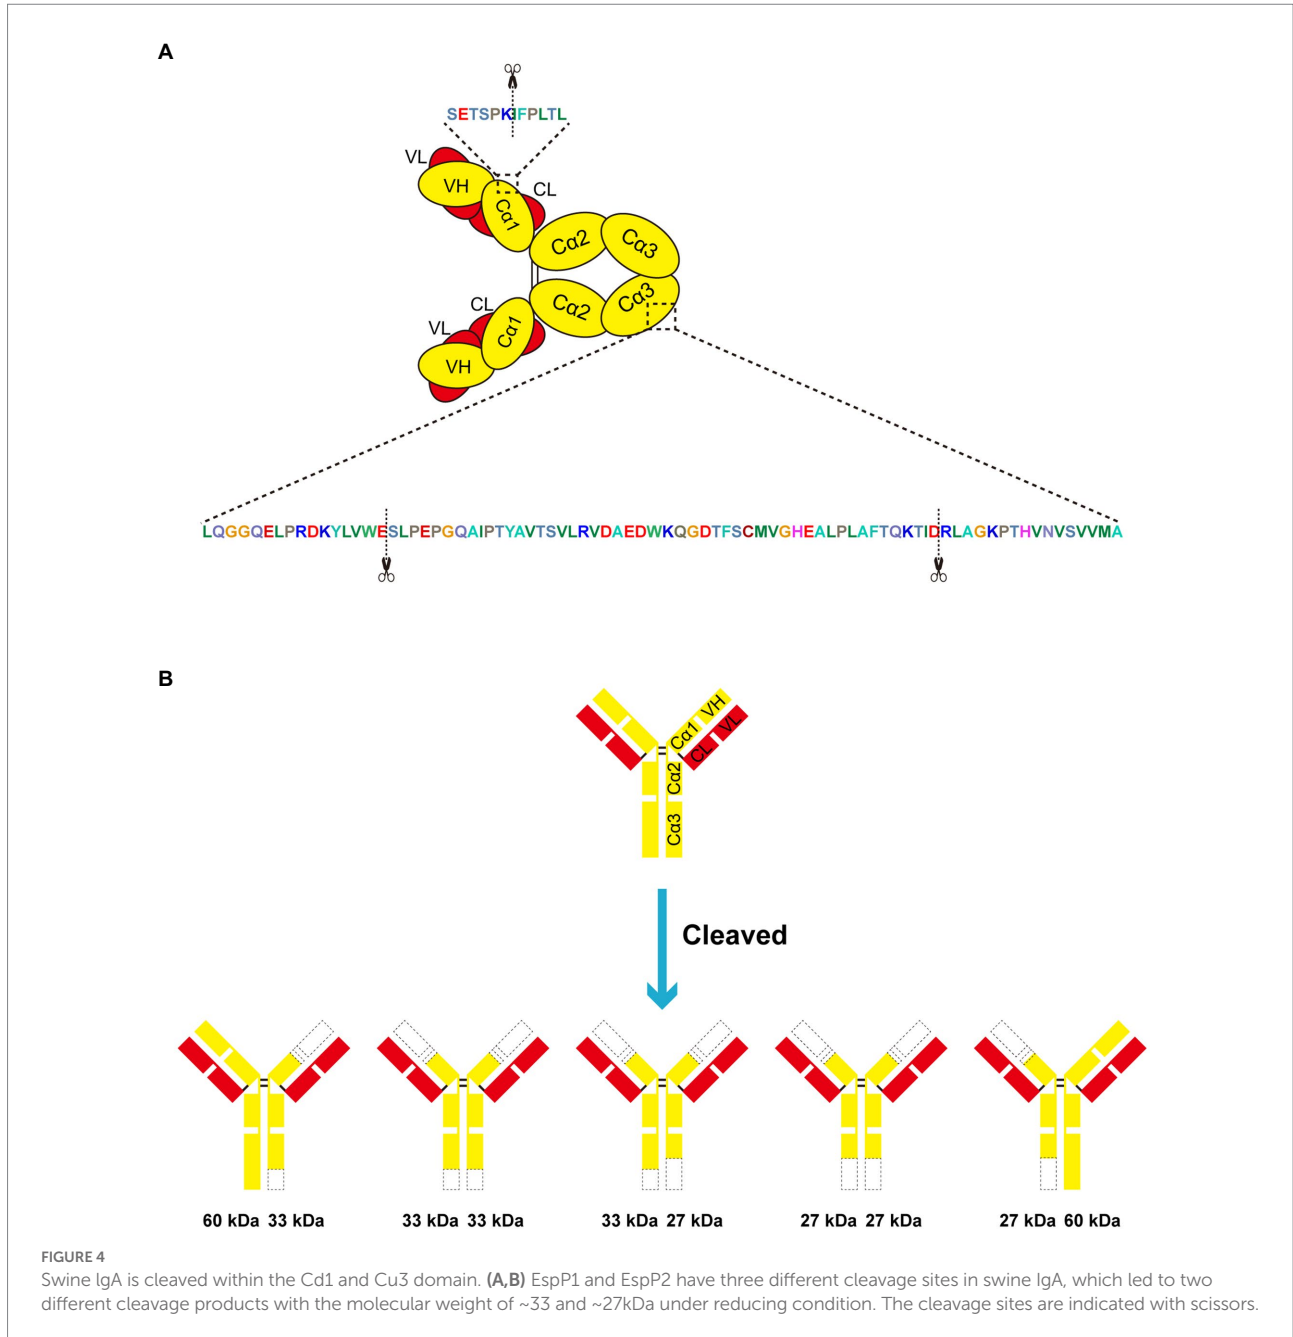 A
SETSPKIFPLTL
VL
VH
CL
Cα1
Cα2
Cα3
Cα3
CL
Cα2
VL
Cα1
VH
LQGGQELPRDKYLVWESLPEPGQAIPTYAVTSVLRVDAEDWKQGDTFSCMVGHEALPLAFTQKTIDRLAGKPTHVNVSVVMA
B
VH
Cα1
VL
CL
Cα2
Cα3
Cleaved
60 kDa 33 kDa 33 kDa 33 kDa 33 kDa 27 kDa 27 kDa 27 kDa 27 kDa 60 kDa
FIGURE 4
Swine IgA is cleaved within the Cd1 and Cu3 domain. (A,B) EspP1 and EspP2 have three different cleavage sites in swine IgA, which led to two
different cleavage products with the molecular weight of ~33 and ~27kDa under reducing condition. The cleavage sites are indicated with scissors.